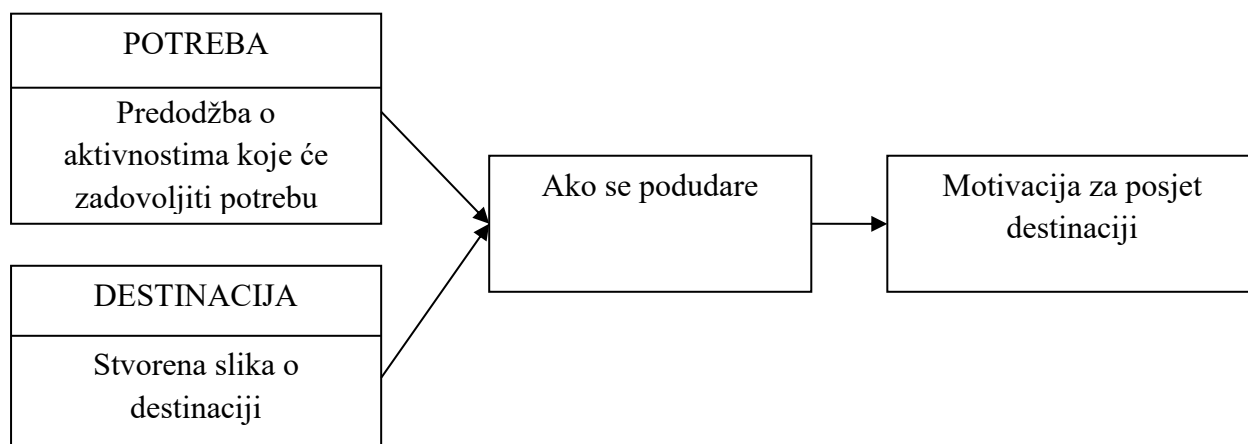 POTREBA
Predodžba o
aktivnostima koje će
zadovoljiti potrebu
DESTINACIJA
Stvorena slika o
destinaciji
Ako se podudare
Motivacija za posjet
destinaciji